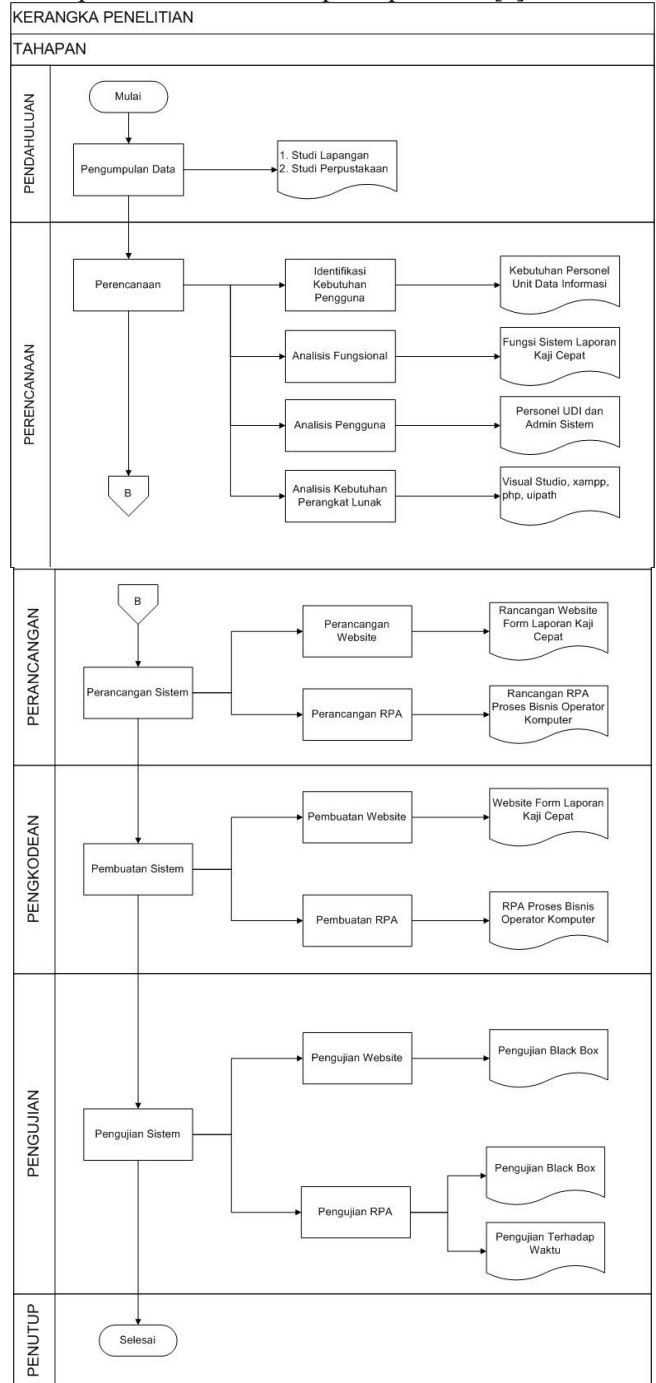 KERANGKA PENELITIAN
TAHAPAN
PENDAHULUAN
Mulai
Pengumpulan Data
1. Studi Lapangan
2. Studi Perpustakaan
PERENCANAAN
Perencanaan
Identifikasi
Kebutuhan
Pengguna
Kebutuhan Personel
Unit Data Informasi
Analisis Fungsional
Fungsi Sistem Laporan
Kaji Cepat
Analisis Pengguna
Personel UDI dan
Admin Sistem
Analisis Kebutuhan
Perangkat Lunak
Visual Studio, xampp,
php, uipath
B
PERANCANGAN
B
Perancangan Sistem
Perancangan
Website
Rancangan Website
Form Laporan Kaji
Cepat
Perancangan RPA
Rancangan RPA
Proses Bisnis Operator
Komputer
PENGKODEAN
Pembuatan Sistem
Pembuatan Website
Website Form Laporan
Kaji Cepat
Pembuatan RPA
RPA Proses Bisnis
Operator Komputer
PENGUJIAN
Pengujian Sistem
Pengujian Website
Pengujian Black Box
Pengujian RPA
Pengujian Black Box
Pengujian Terhadap
Waktu
PENUTUP
Selesai